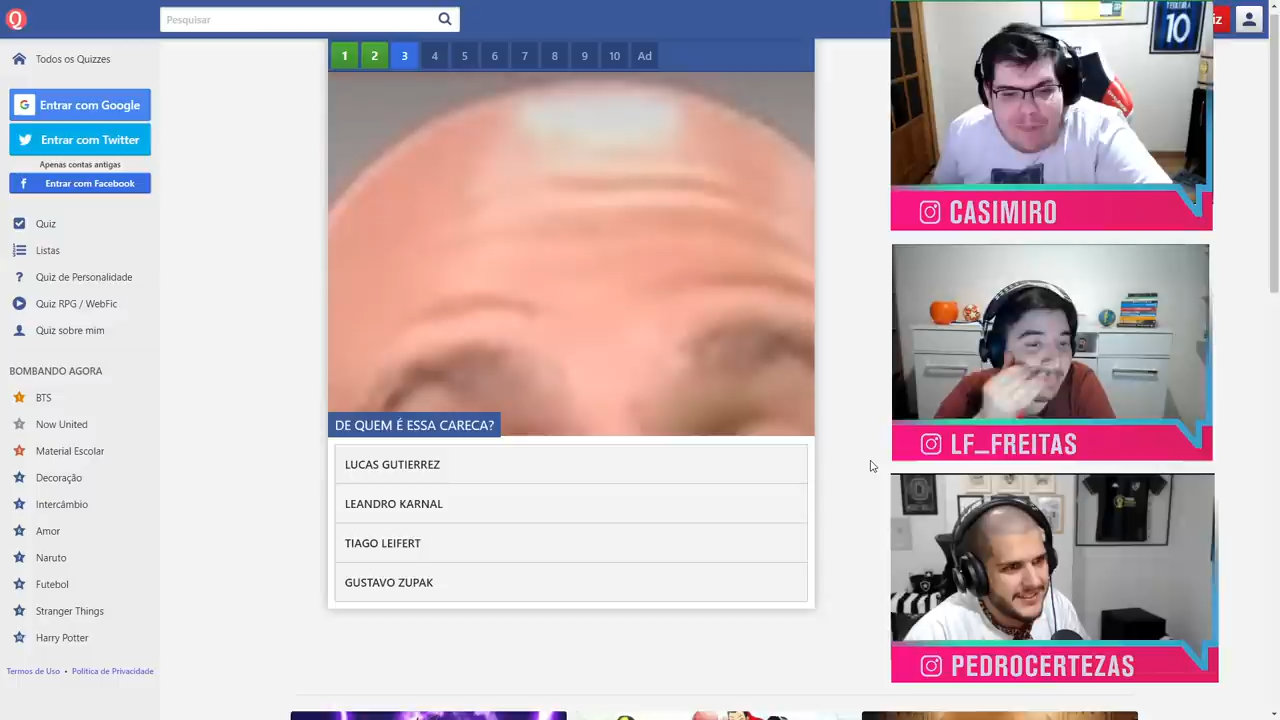 Q
Pesquisar
iz
Todos os Quizzes
G Entrar com Google
Entrar com Twitter
Apenas contas antigas
f Entrar com Facebook
Quiz
Listas
? Quiz de Personalidade
Quiz RPG / WebFic
Quiz sobre mim
BOMBANDO AGORA
BTS
Now United
Material Escolar
Decoração
Intercâmbio
Amor
Naruto
Futebol
Stranger Things
Harry Potter
Termos de Uso • Política de Privacidade
1 2 3 4 5 6 7 8 9 10 Ad
DE QUEM É ESSA CARECA?
LUCAS GUTIERREZ
LEANDRO KARNAL
TIAGO LEIFERT
GUSTAVO ZUPAK
10
CASIMIRO
LF_FREITAS
PEDROCERTEZAS